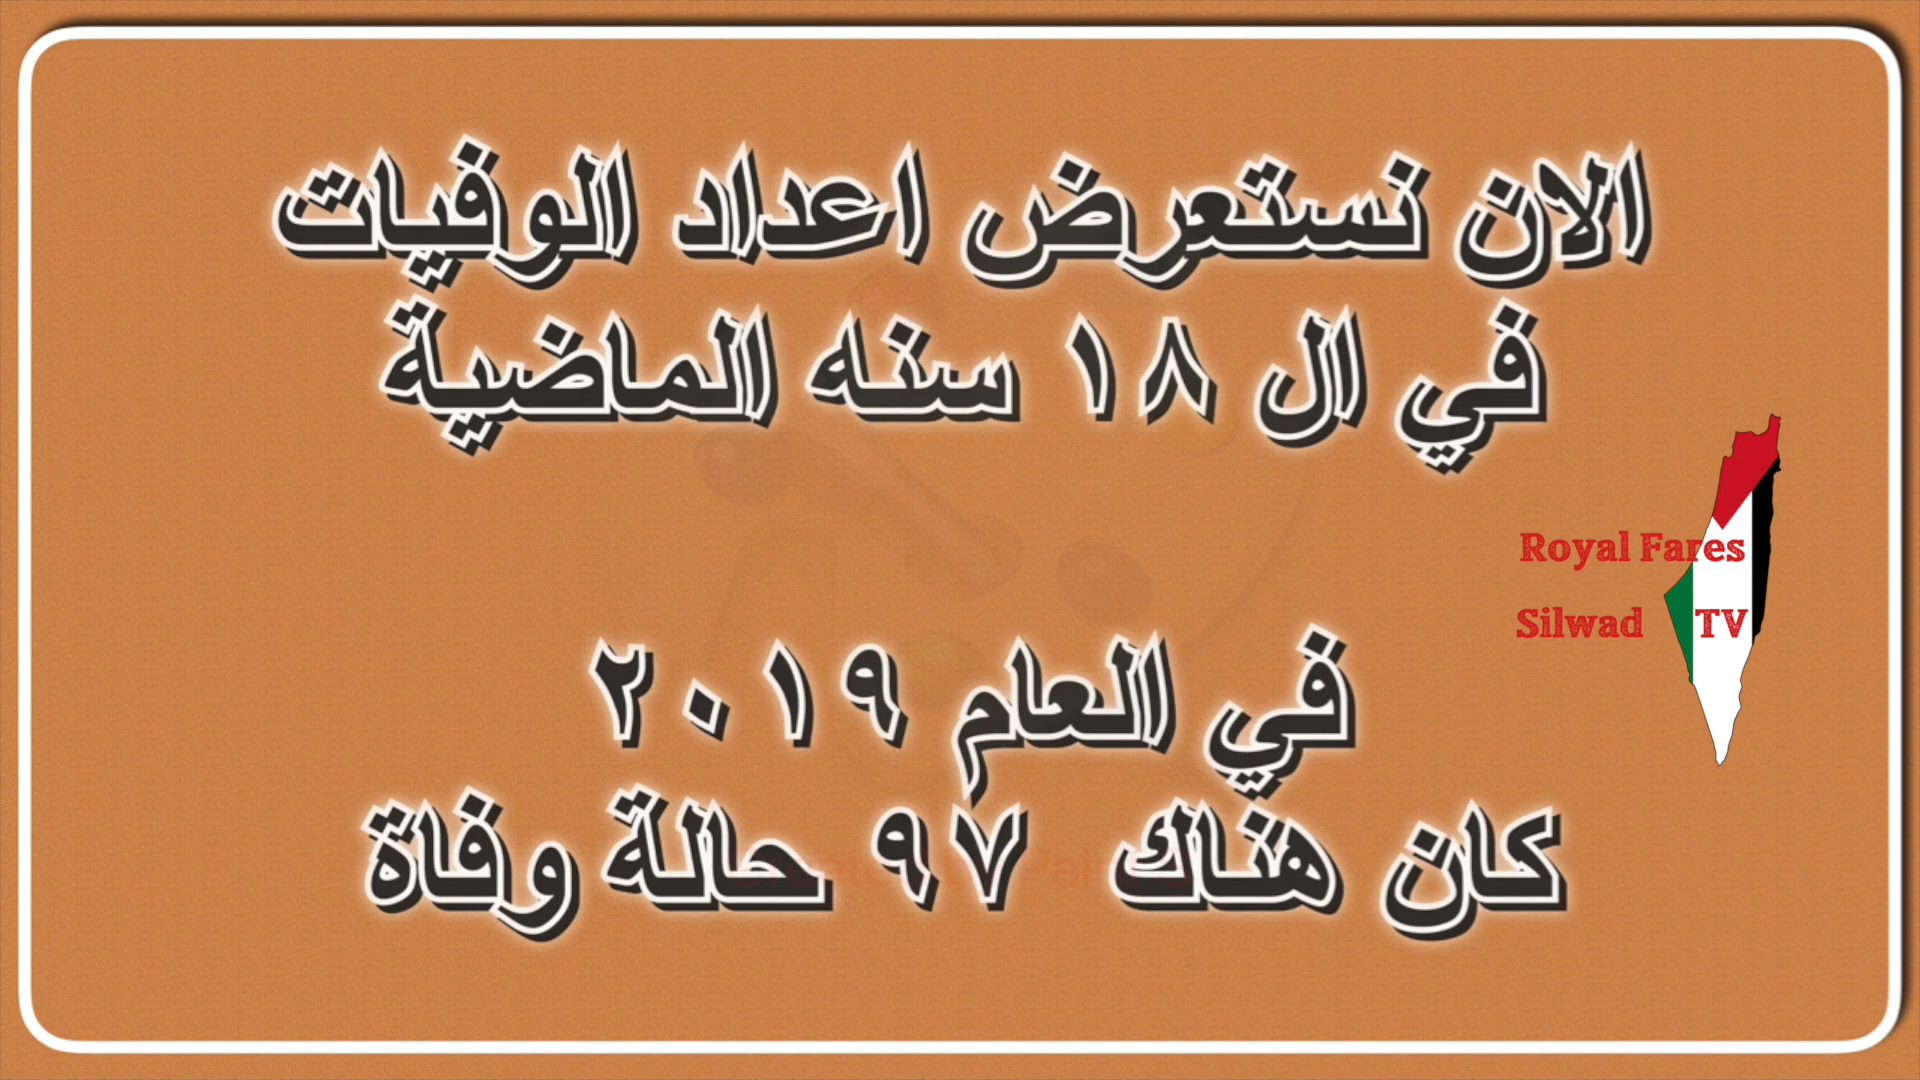 الان نستعرض اعداد الوفيات
في ال ١٨ سنه الماضية
Royal Fares
Silwad TV
في العام ٢٠١٩
كان هناك ٩٧ حالة وفاة